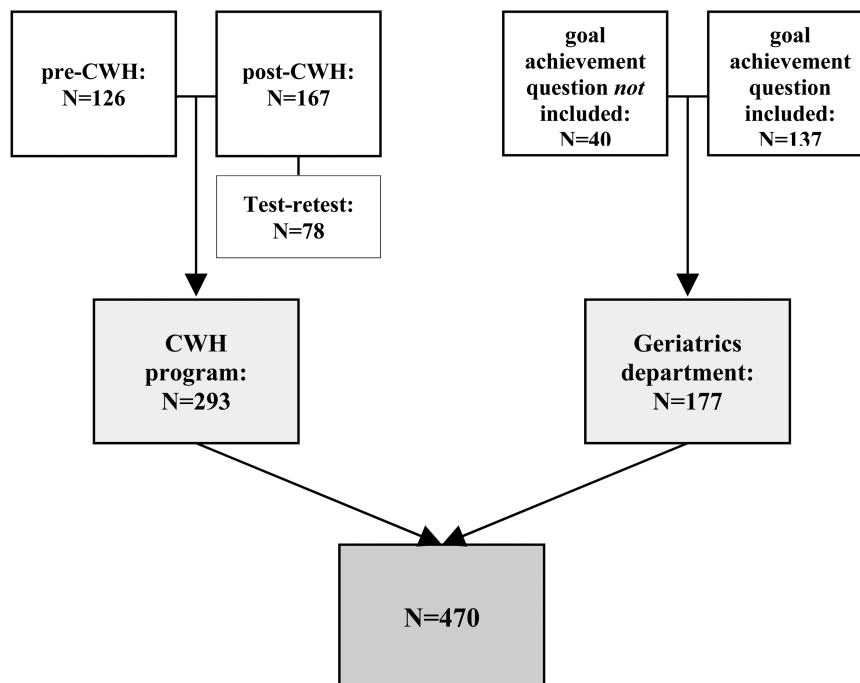 pre-CWH:
N=126
post-CWH:
N=167
Test-retest:
N=78
goal
achievement
question not
included:
N=40
goal
achievement
question
included:
N=137
CWH
program:
N=293
Geriatrics
department:
N=177
N=470